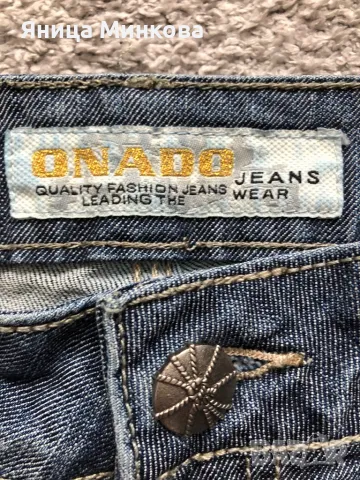 Яница Минкова
ONADO JEANS
QUALITY FASHION JEANS WEAR
LEADING THE